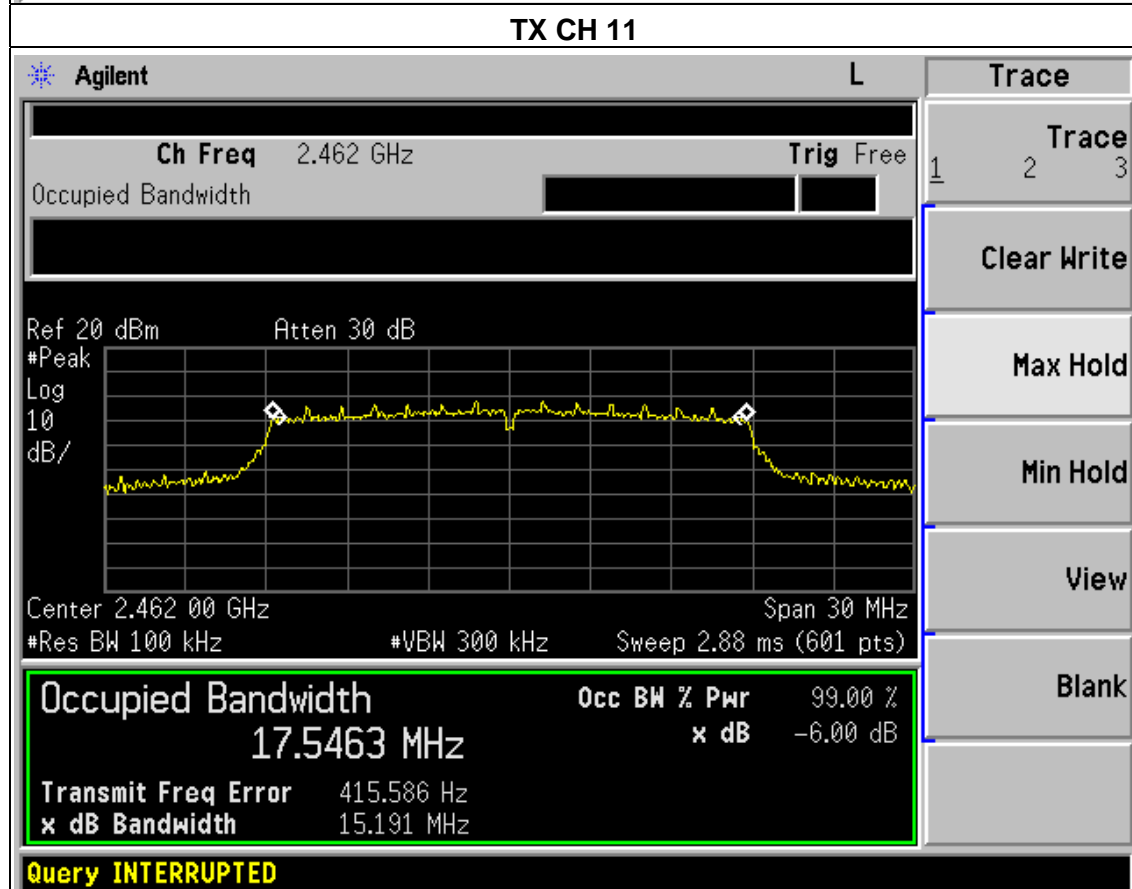 TX CH 11
Agilent L Trace
Ch Freq 2.462 GHz Trig Free
Occupied Bandwidth
Trace
1 2 3
Clear Write
Max Hold
Min Hold
View
Blank
Ref 20 dBm Atten 30 dB
#Peak
Log
10
dB/
Center 2.462 00 GHz Span 30 MHz
#Res BW 100 kHz #VBW 300 kHz Sweep 2.88 ms (601 pts)
Occupied Bandwidth Occ BW % Pwr 99.00 %
17.5463 MHz x dB -6.00 dB
Transmit Freq Error 415.586 Hz
x dB Bandwidth 15.191 MHz
Query INTERRUPTED